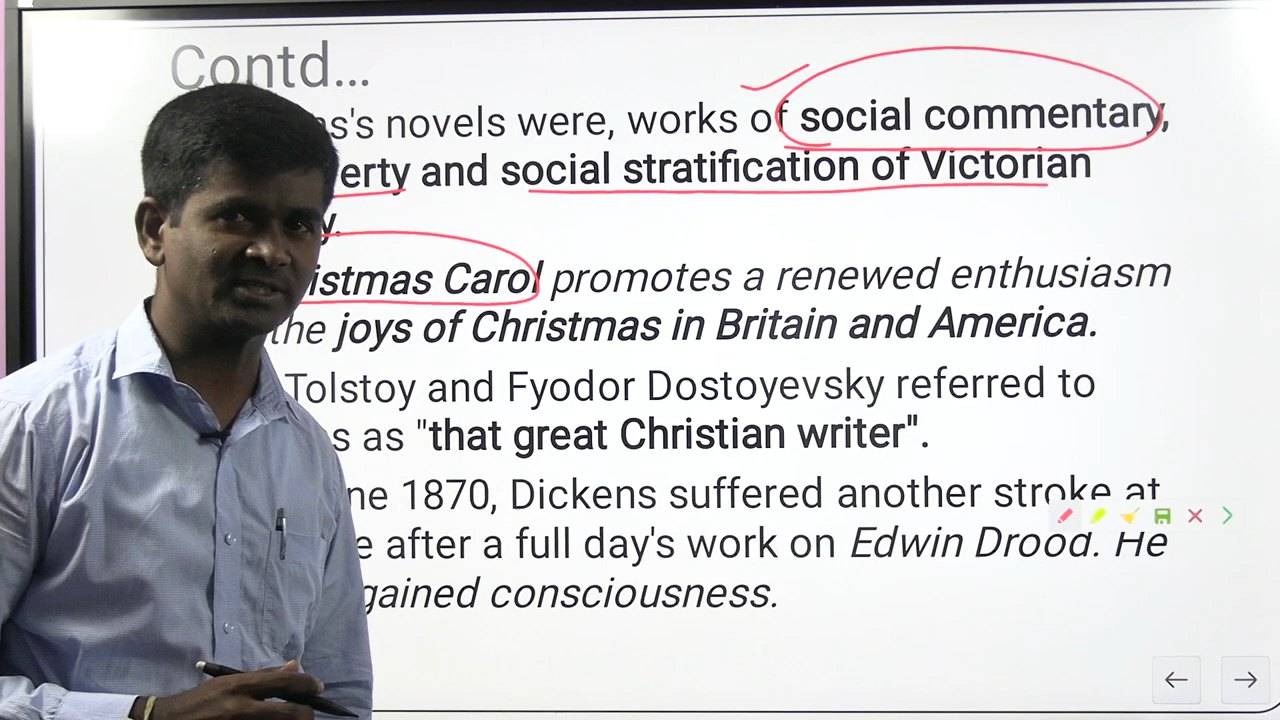 Contd...
s's novels were, works of social commentary,
erty and social stratification of Victorian
y.
istmas Carol promotes a renewed enthusiasm
the joys of Christmas in Britain and America.
Tolstoy and Fyodor Dostoyevsky referred to
s as "that great Christian writer".
ne 1870, Dickens suffered another stroke at
e after a full day's work on Edwin Drood. He
gained consciousness.